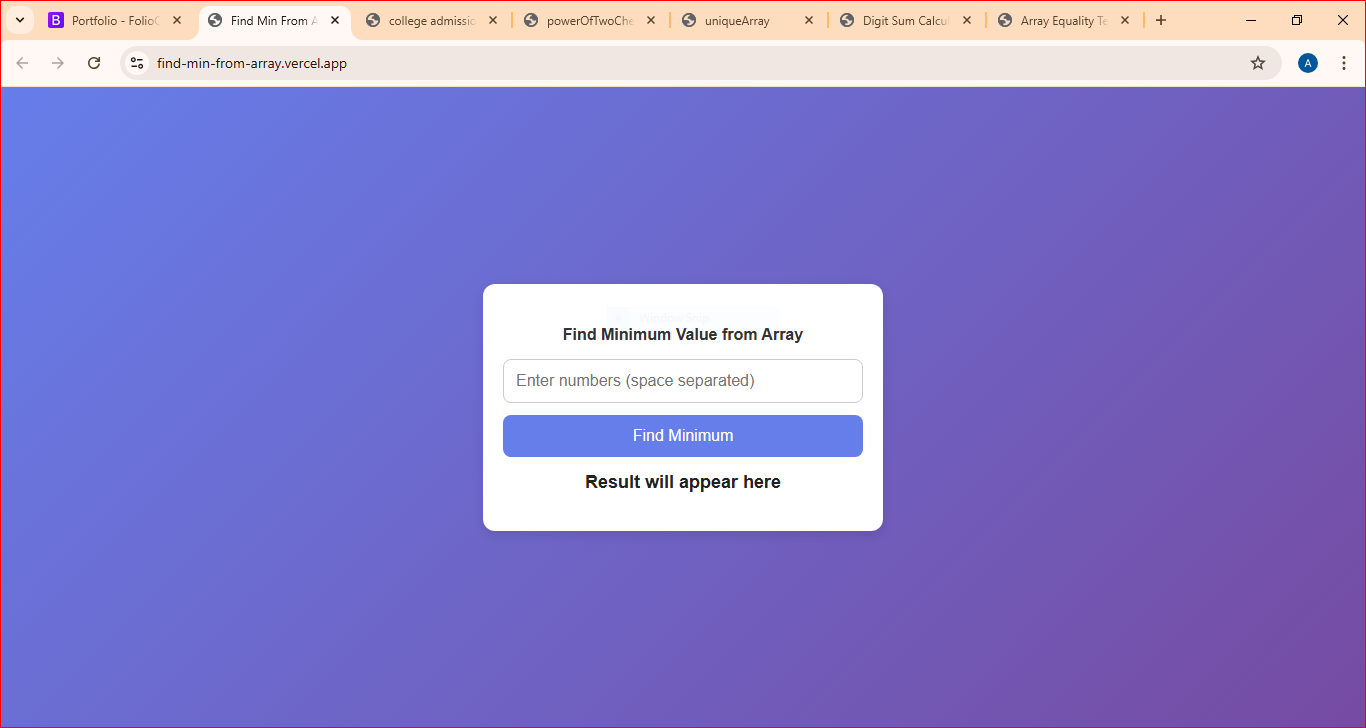 Portfolio - Folio
Find Min From A
college admissio
powerOfTwoChe
uniqueArray
Digit Sum Calcul
Array Equality Te
find-min-from-array.vercel.app
A
Find Minimum Value from Array
Enter numbers (space separated)
Find Minimum
Result will appear here